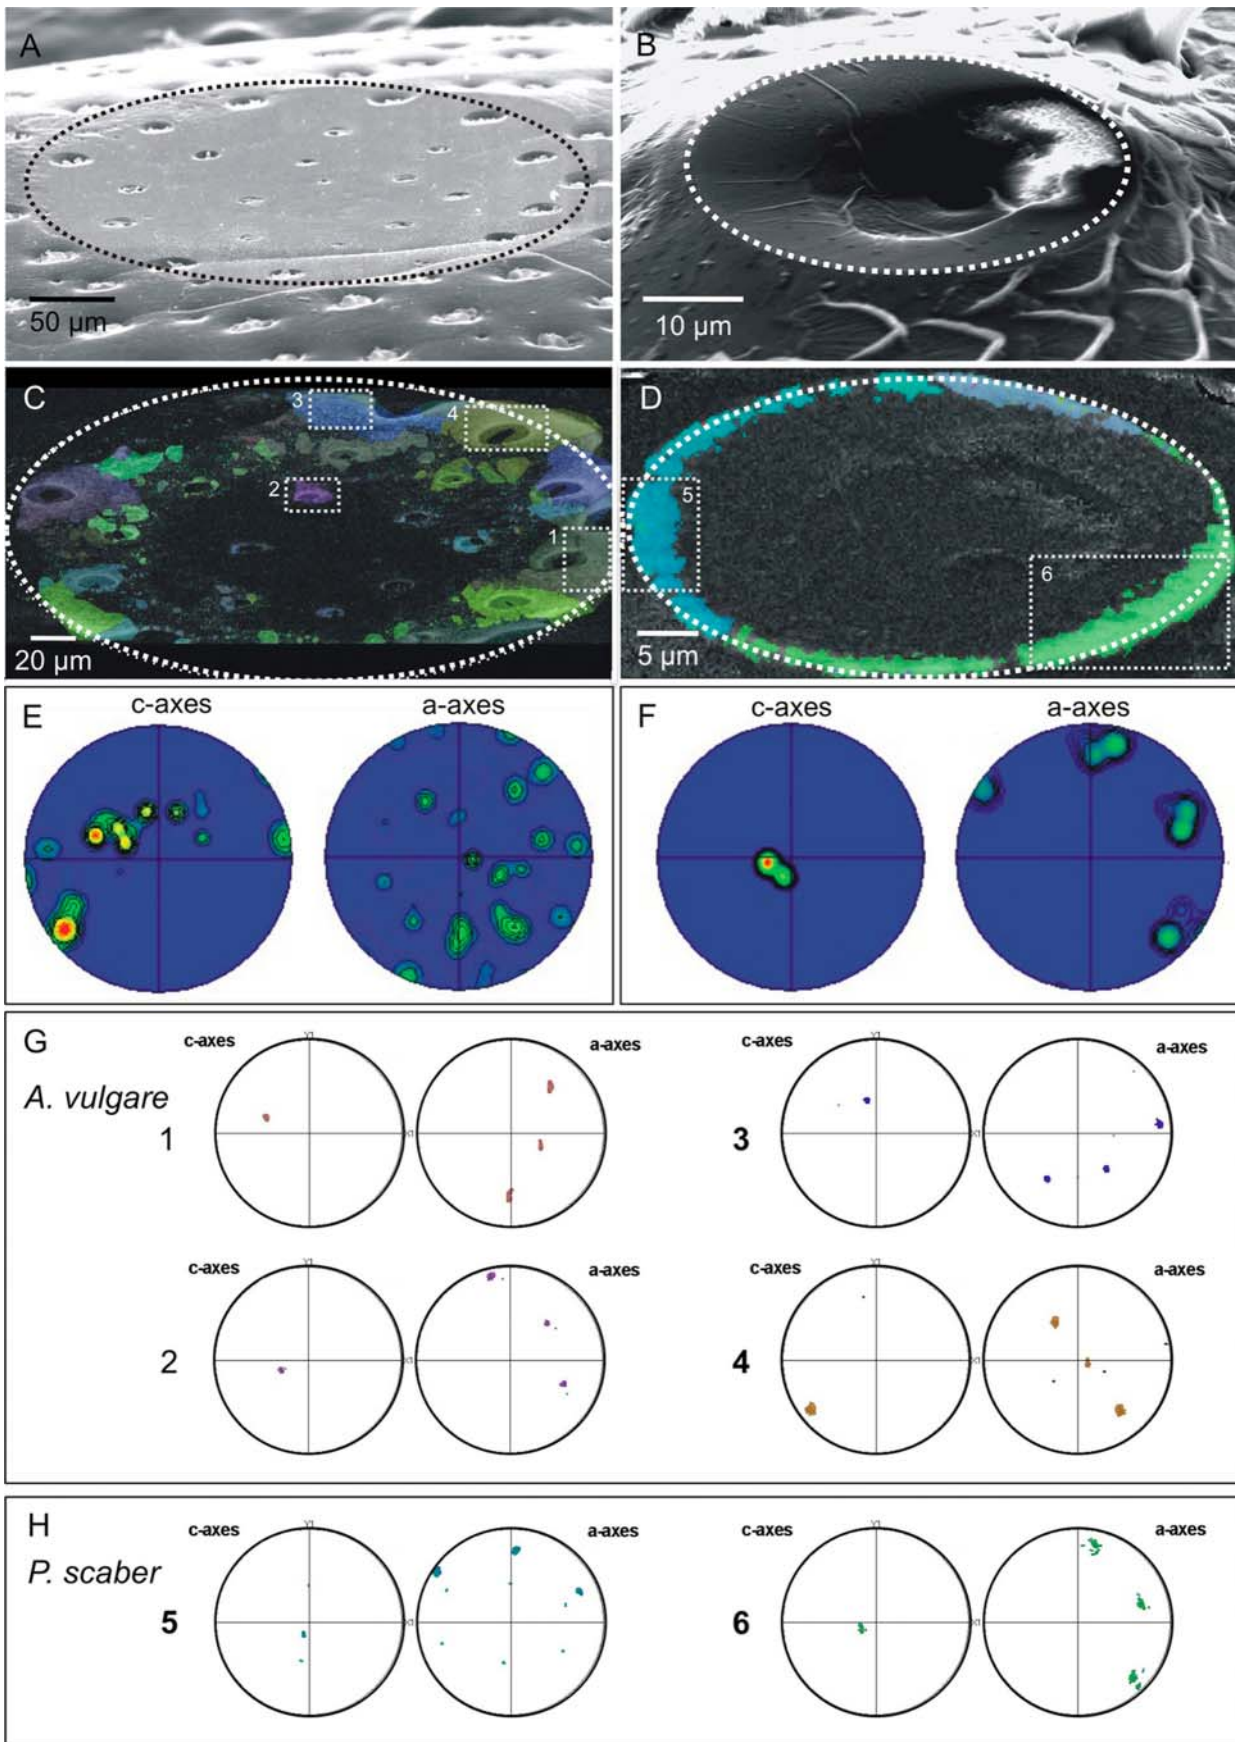 A
B
50 µm
10 µm
C
D
3
4
2
1
5
6
20 µm
5 µm
E
c-axes
a-axes
F
c-axes
a-axes
G
A. vulgare
1
c-axes
a-axes
3
c-axes
a-axes
2
c-axes
a-axes
4
c-axes
a-axes
H
P. scaber
5
c-axes
a-axes
6
c-axes
a-axes